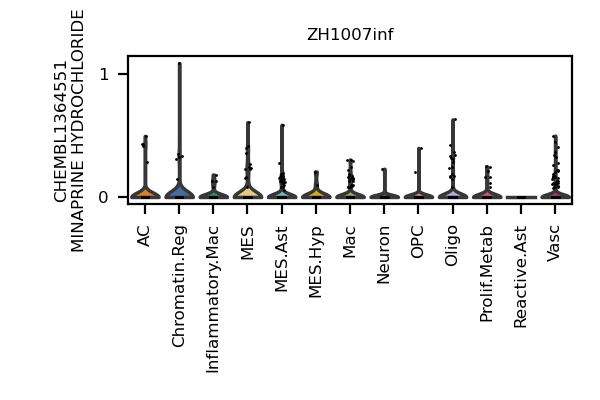 ZH1007inf
CHEMBL1364551
MINAPRINE HYDROCHLORIDE
1
0
AC
Chromatin.Reg
Inflammatory.Mac
MES
MES.Ast
MES.Hyp
Mac
Neuron
OPC
Oligo
Prolif.Metab
Reactive.Ast
Vasc